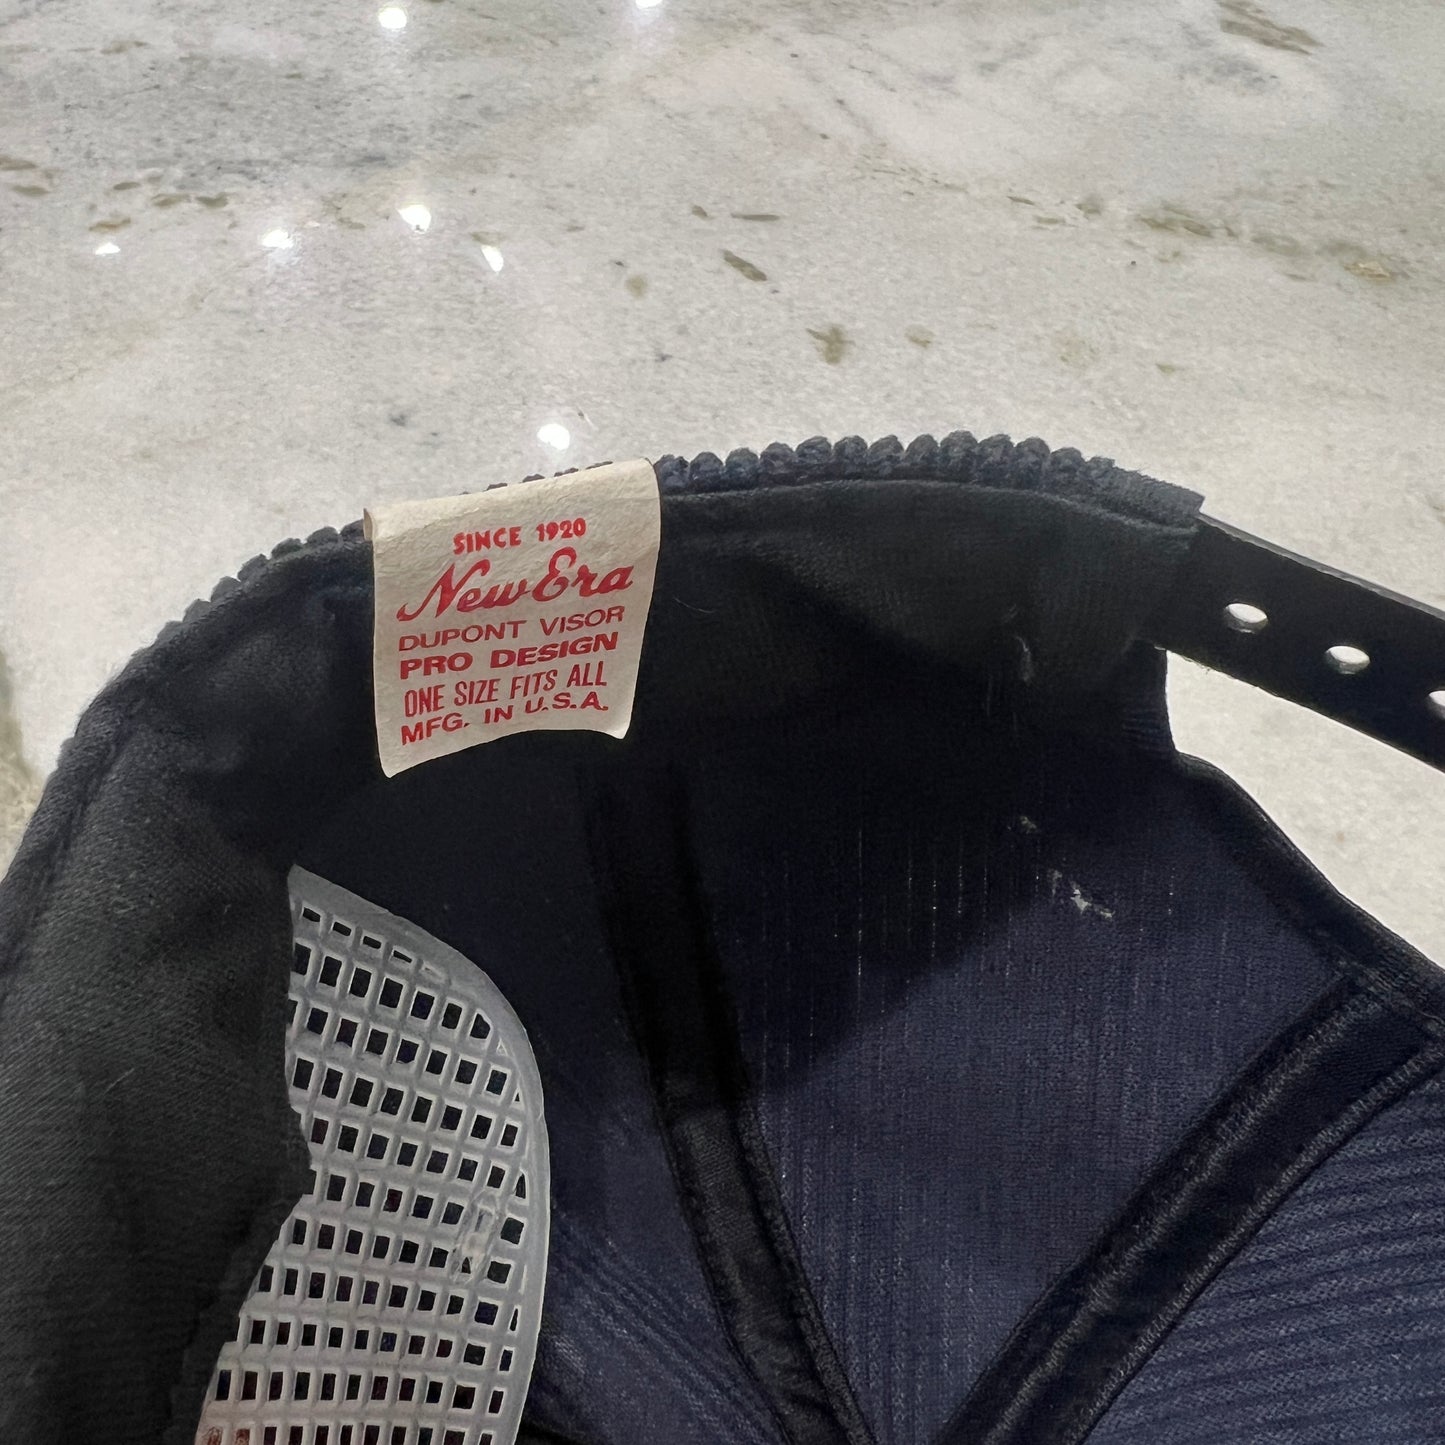 SINCE 1920
New Era
DUPONT VISOR
PRO DESIGN
ONE SIZE FITS ALL
MFG. IN U.S.A.